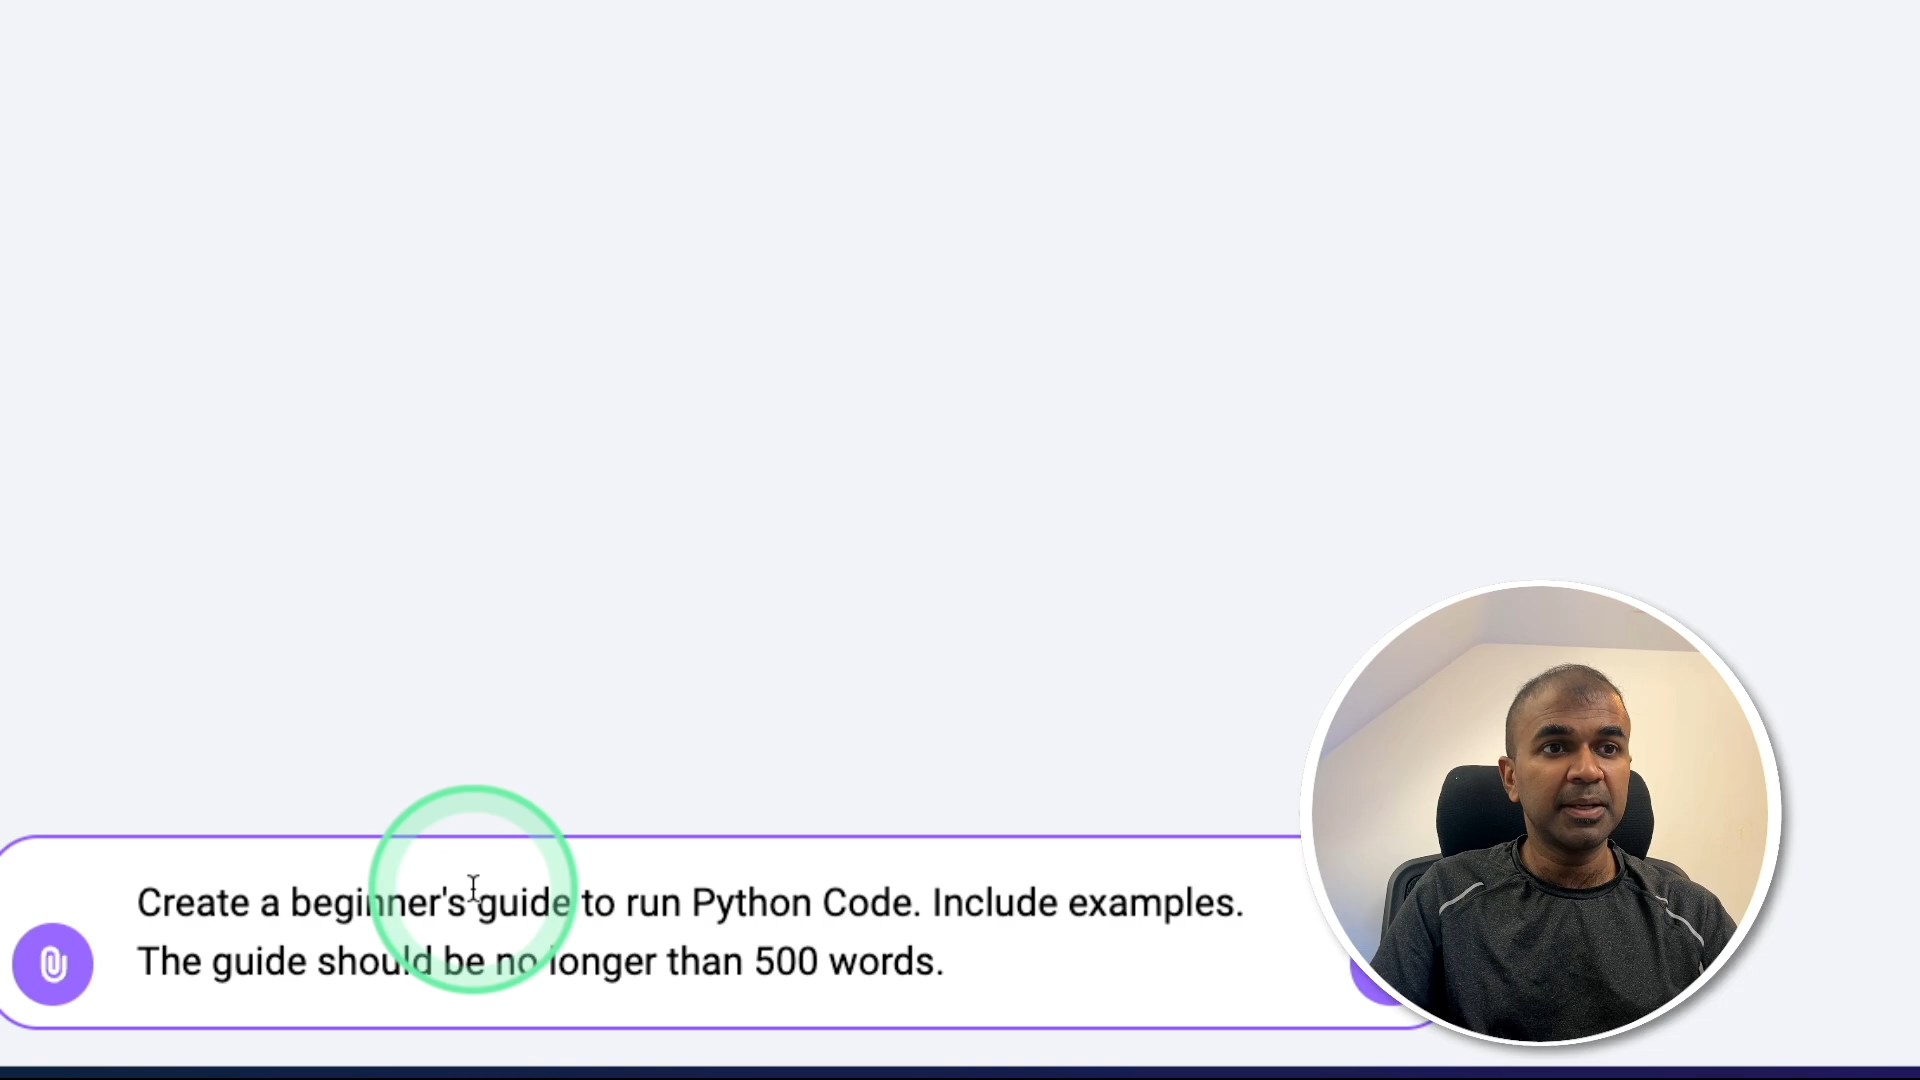 Create a beginner's guide to run Python Code. Include examples.
The guide should be no longer than 500 words.